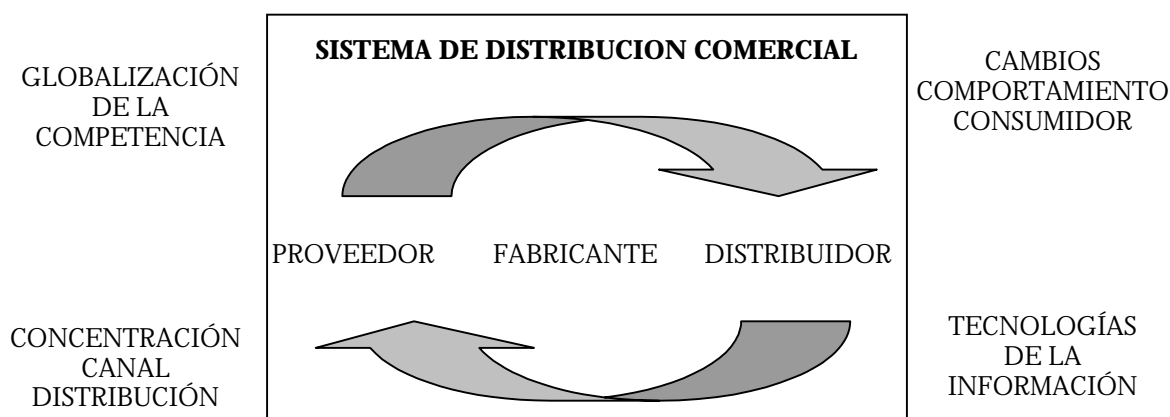 SISTEMA DE DISTRIBUCION COMERCIAL
GLOBALIZACIÓN
DE LA
COMPETENCIA
CAMBIOS
COMPORTAMIENTO
CONSUMIDOR
PROVEEDOR FABRICANTE DISTRIBUIDOR
CONCENTRACIÓN
CANAL
DISTRIBUCIÓN
TECNOLOGÍAS
DE LA
INFORMACIÓN